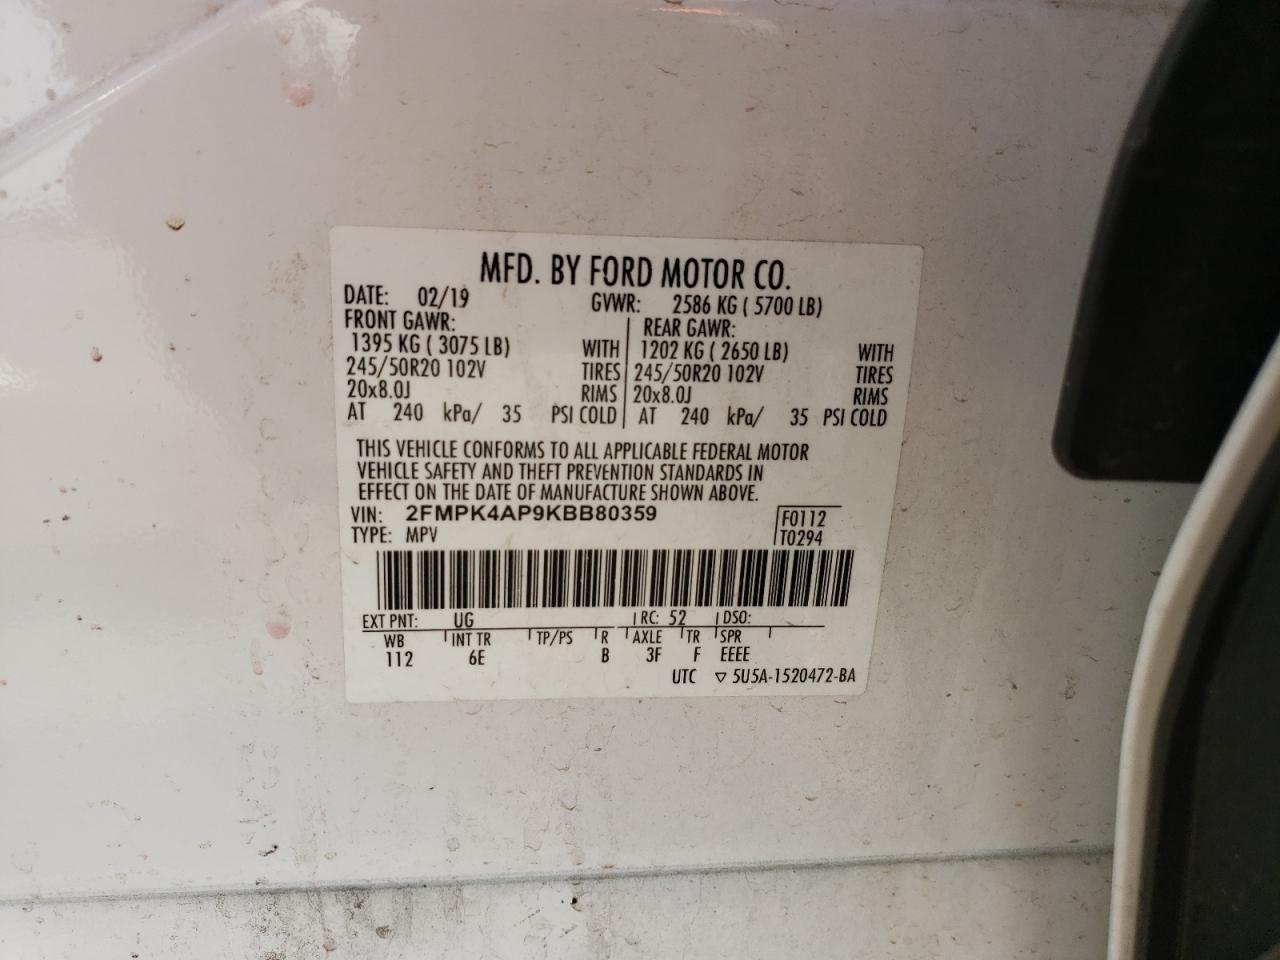 MFD. BY FORD MOTOR CO.
DATE: 02/19 GVWR: 2586 KG ( 5700 LB)
FRONT GAWR: REAR GAWR:
1395 KG ( 3075 LB) WITH 1202 KG ( 2650 LB) WITH
245/50R20 102V TIRES 245/50R20 102V TIRES
20x8.0J RIMS 20x8.0J RIMS
AT 240 kPa/ 35 PSI COLD AT 240 kPa/ 35 PSI COLD
THIS VEHICLE CONFORMS TO ALL APPLICABLE FEDERAL MOTOR
VEHICLE SAFETY AND THEFT PREVENTION STANDARDS IN
EFFECT ON THE DATE OF MANUFACTURE SHOWN ABOVE.
VIN: 2FMPK4AP9KBB80359 F0112
TYPE: MPV T0294
EXT PNT: UG RC: 52 DSO:
WB INT TR TP/PS R AXLE TR SPR
112 6E B 3F F EEEE
UTC ▽ 5U5A-1520472-BA